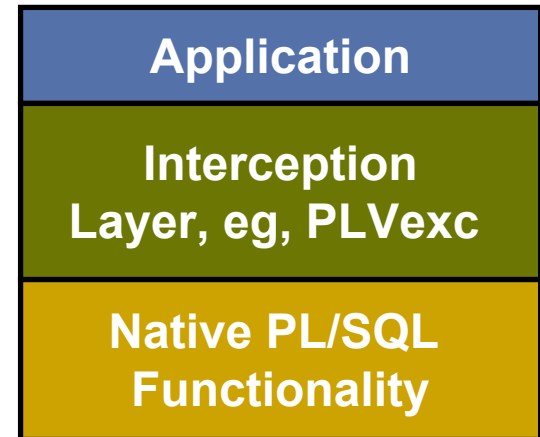 Application
Interception
Layer, eg, PLVexc
Native PL/SQL
Functionality